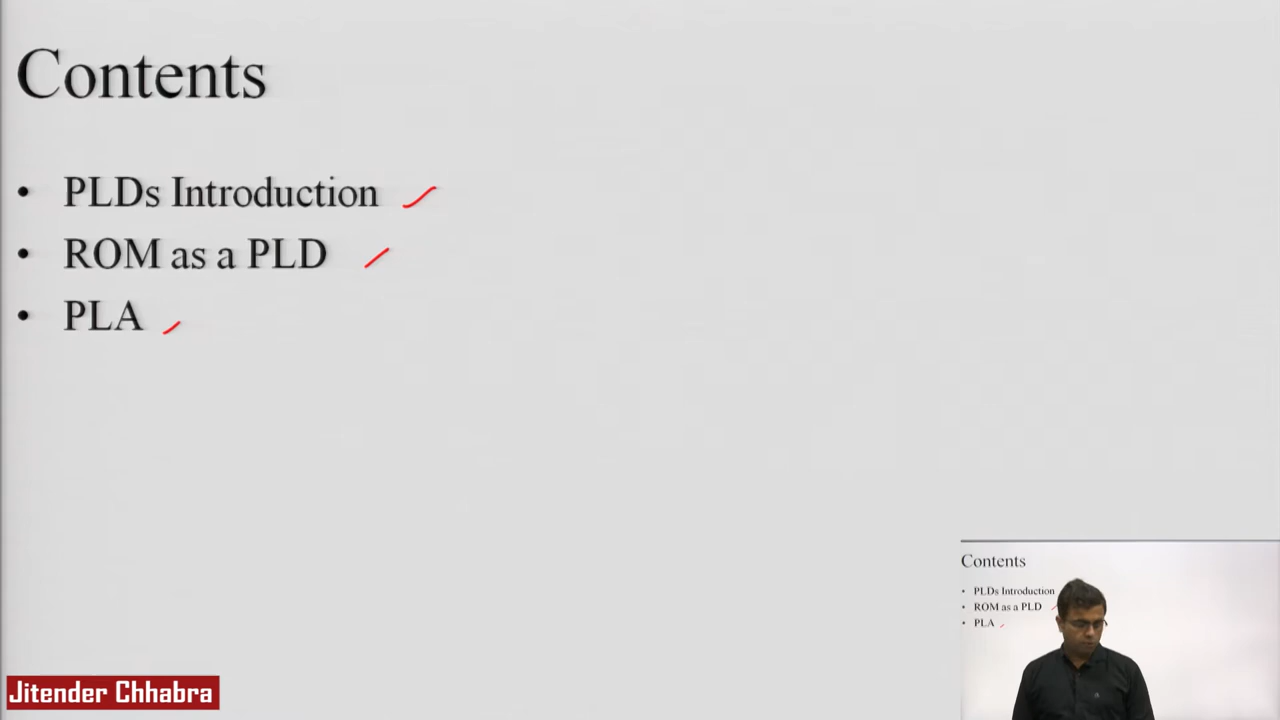 Contents
• PLDs Introduction
• ROM as a PLD
• PLA
Contents
• PLDs Introduction
• ROM as a PLD
• PLA
Jitender Chhabra